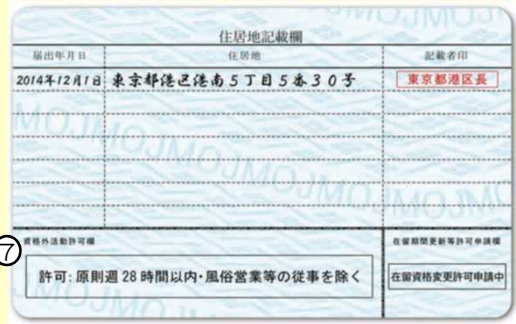 住居地記載欄
届出年月日 住居地 記載者印
2014年12月1日 東京都港区港南5丁目5番30号 東京都港区長
⑦
資格外活動許可欄 在留期間更新等許可申請欄
許可:原則週28時間以内・風俗営業等の従事を除く 在留資格変更許可申請中
MOJMOJMOJMOJMOJMOJ